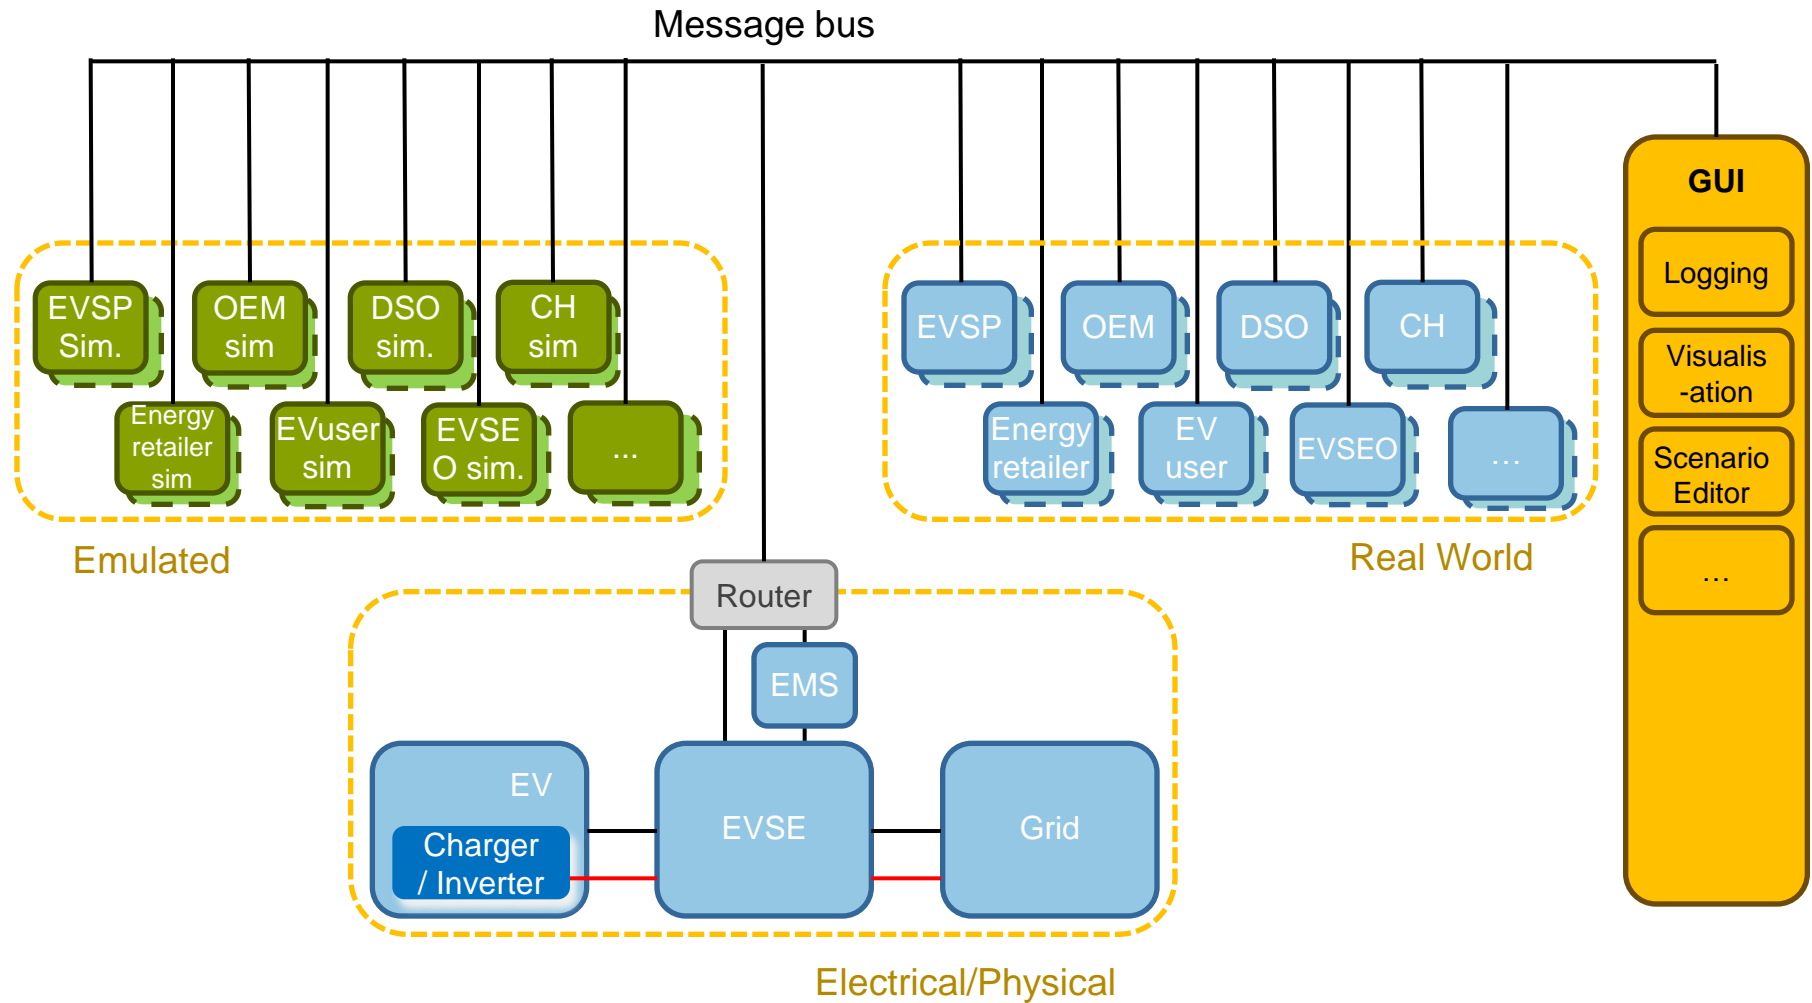 Message bus
EVSP
Sim.
OEM
sim
DSO
sim.
CH
sim
Energy
retailer
sim
EVuser
sim
EVSE
O sim.
...
Emulated
EVSP
OEM
DSO
CH
Energy
retailer
EV
user
EVSEO
...
Real World
GUI
Logging
Visualis
-ation
Scenario
Editor
...
Router
EMS
EV
Charger
/ Inverter
EVSE
Grid
Electrical/Physical